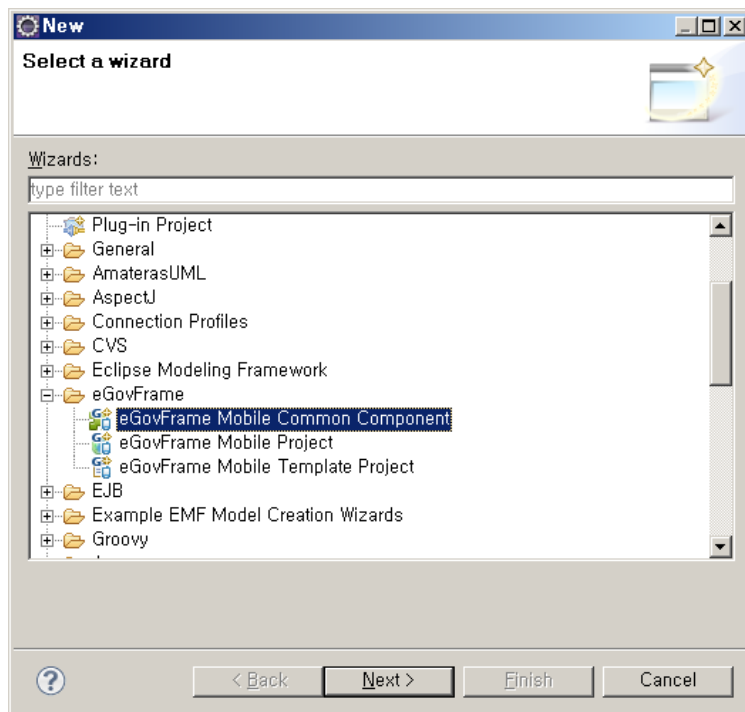 New
Select a wizard
Wizards:
type filter text
Plug-in Project
General
AmaterasUML
AspectJ
Connection Profiles
CVS
Eclipse Modeling Framework
eGovFrame
eGovFrame Mobile Common Component
eGovFrame Mobile Project
eGovFrame Mobile Template Project
EJB
Example EMF Model Creation Wizards
Groovy
< Back Next > Finish Cancel